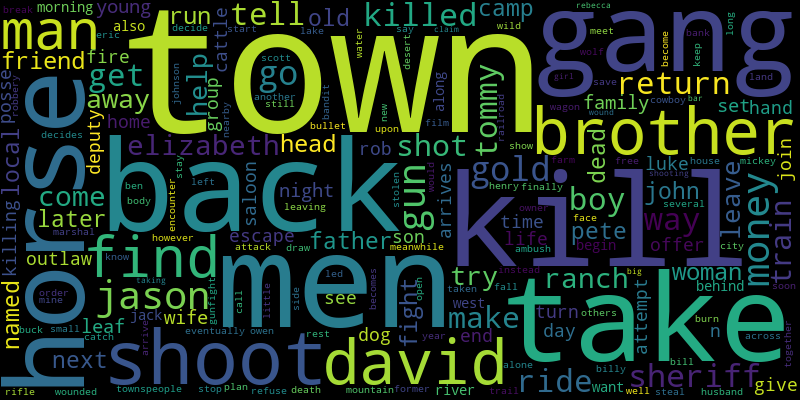 town
gang
men
kill
back
horse
take
brother
shoot
david
find
man
jason
gun
gold
money
way
sheriff
ride
ranch
boy
return
train
tell
killed
camp
old
run
young
morning
break
also
eric
decide
start
lake
say
claim
wild
rebecca
meet
become
bank
keep
long
friend
fire
cattle
scott
water
desert
wolf
girl
save
land
get
help
go
johnson
another
still
bandit
nearby
tommy
along
railroad
new
wagon
cowboy
bar
posse
away
group
robbery
deputy
home
bullet
upon
film
show
wound
family
set
hand
local
elizabeth
head
rob
shot
dead
farm
free
house
mickey
luke
shooting
join
decides
saloon
stay
night
stolen
would
henry
finally
john
several
leave
killing
come
ben
body
left
leaving
arrives
time
owner
face
later
encounter
father
son
pete
life
begin
offer
city
marshal
however
escape
attack
draw
meanwhile
ambush
instead
big
soon
outlaw
know
taking
try
woman
behind
named
order
mine
leaf
call
gunfight
little
side
see
led
becomes
dog
fight
open
taken
west
fall
make
turn
others
attempt
burn
across
together
buck
small
jack
wife
arrive
eventually
owen
rest
year
end
day
n
billy
bill
catch
next
alone
want
well
steal
husband
give
rifle
wounded
townspeople
stop
plan
refuse
death
mountain
former
river
trail